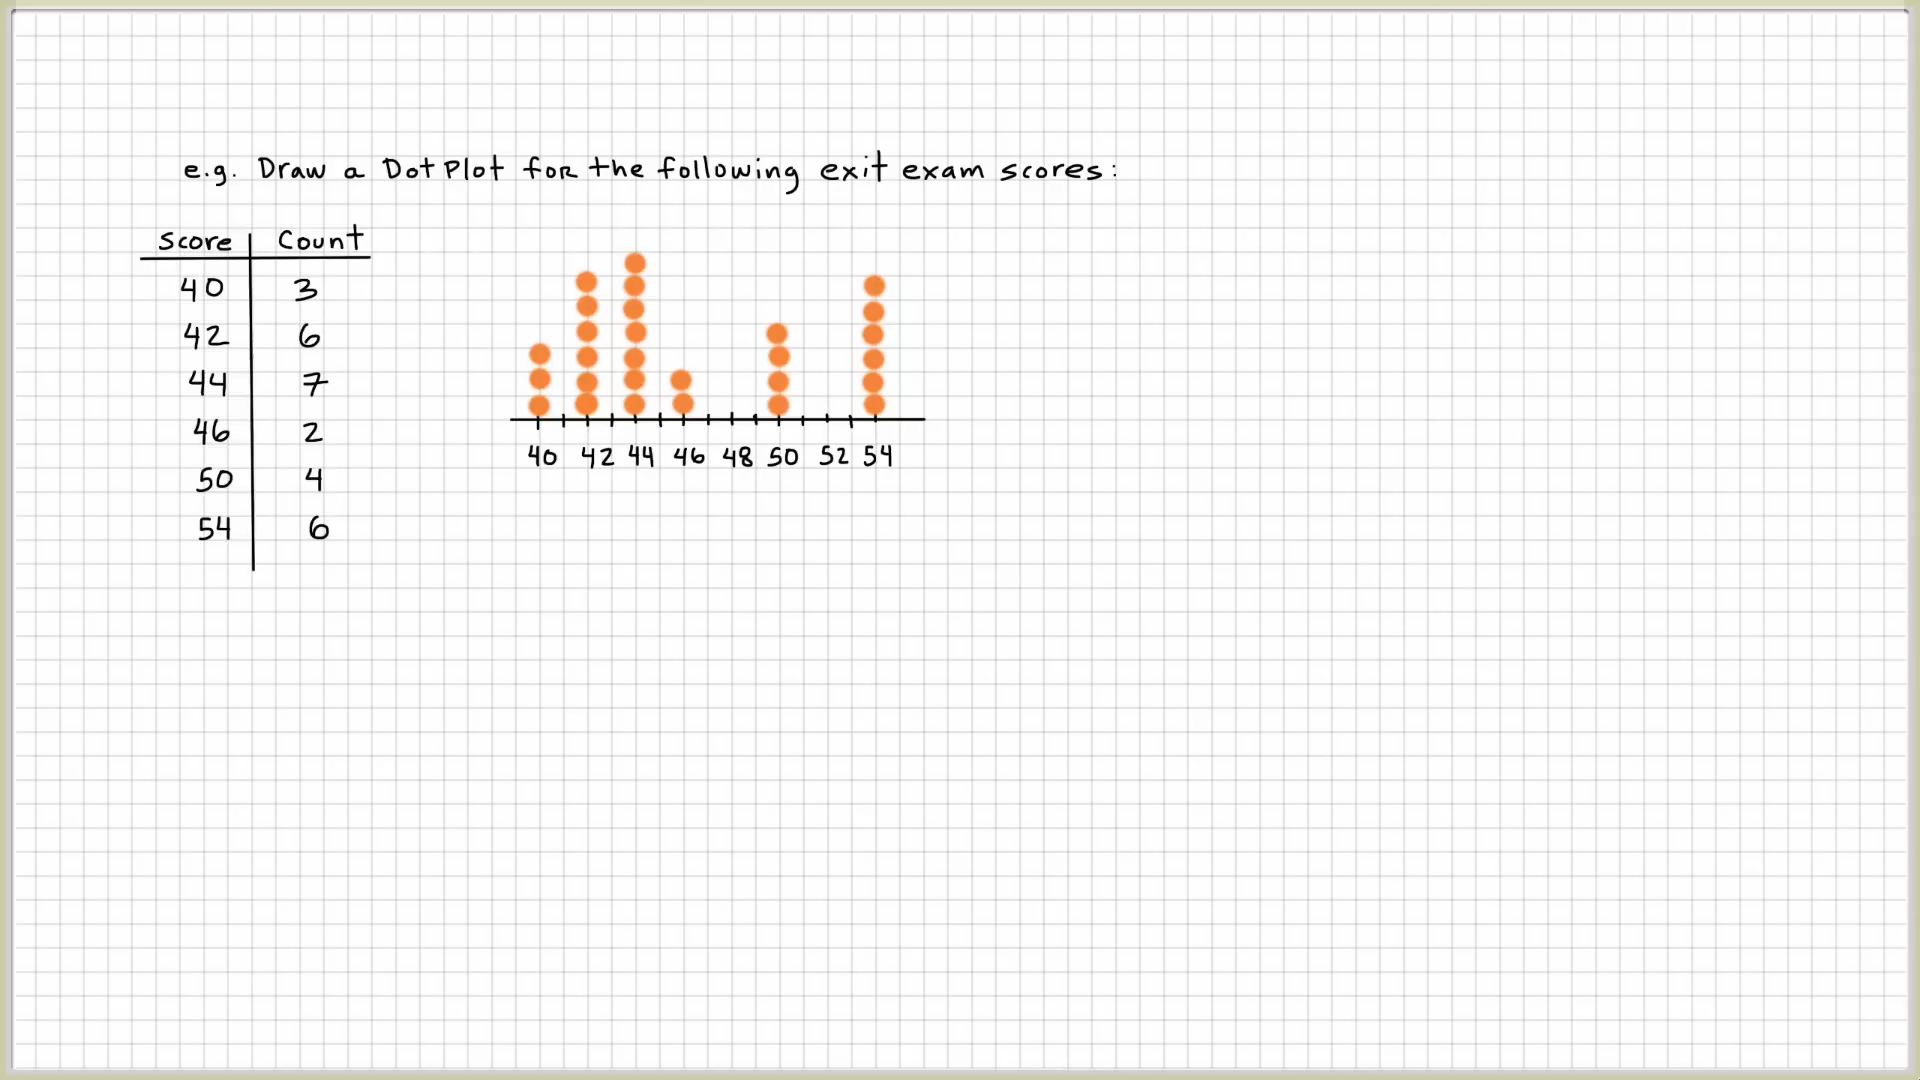 e.g. Draw a Dot Plot for the following exit exam scores:
Score Count
40 3
42 6
44 7
46 2
50 4
54 6
40 42 44 46 48 50 52 54